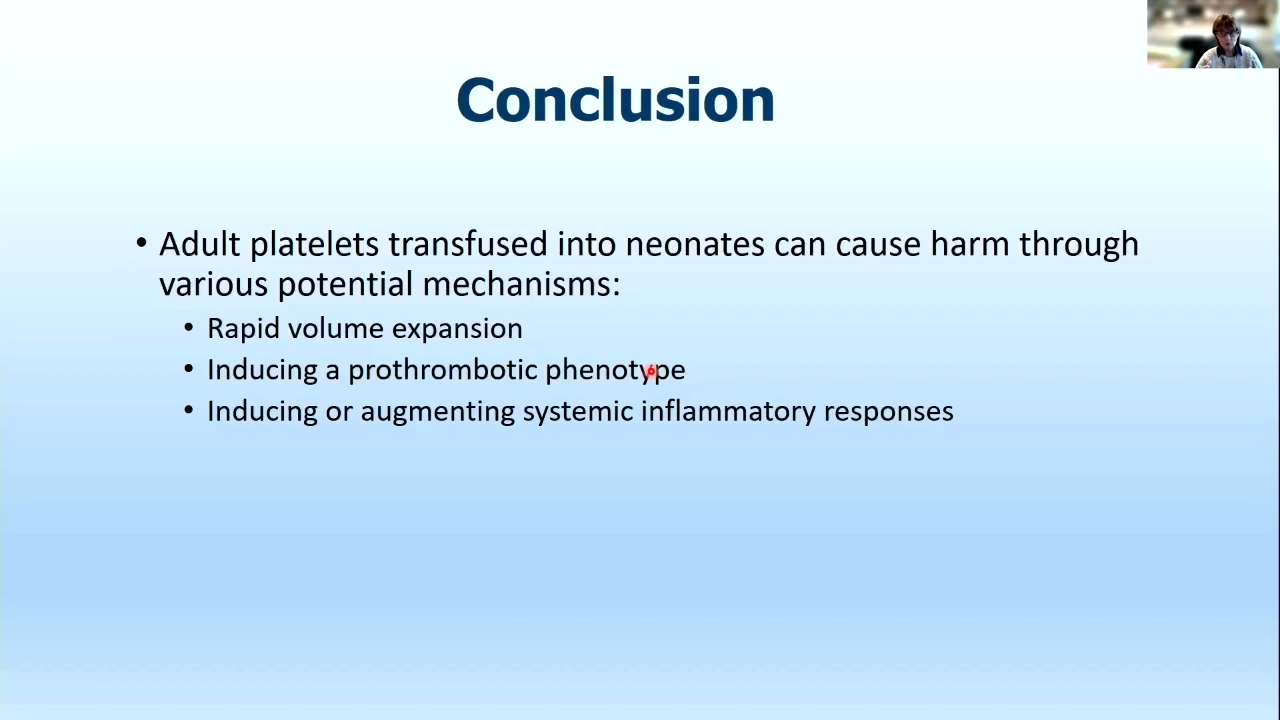 Conclusion
• Adult platelets transfused into neonates can cause harm through
various potential mechanisms:
• Rapid volume expansion
• Inducing a prothrombotic phenotype
• Inducing or augmenting systemic inflammatory responses